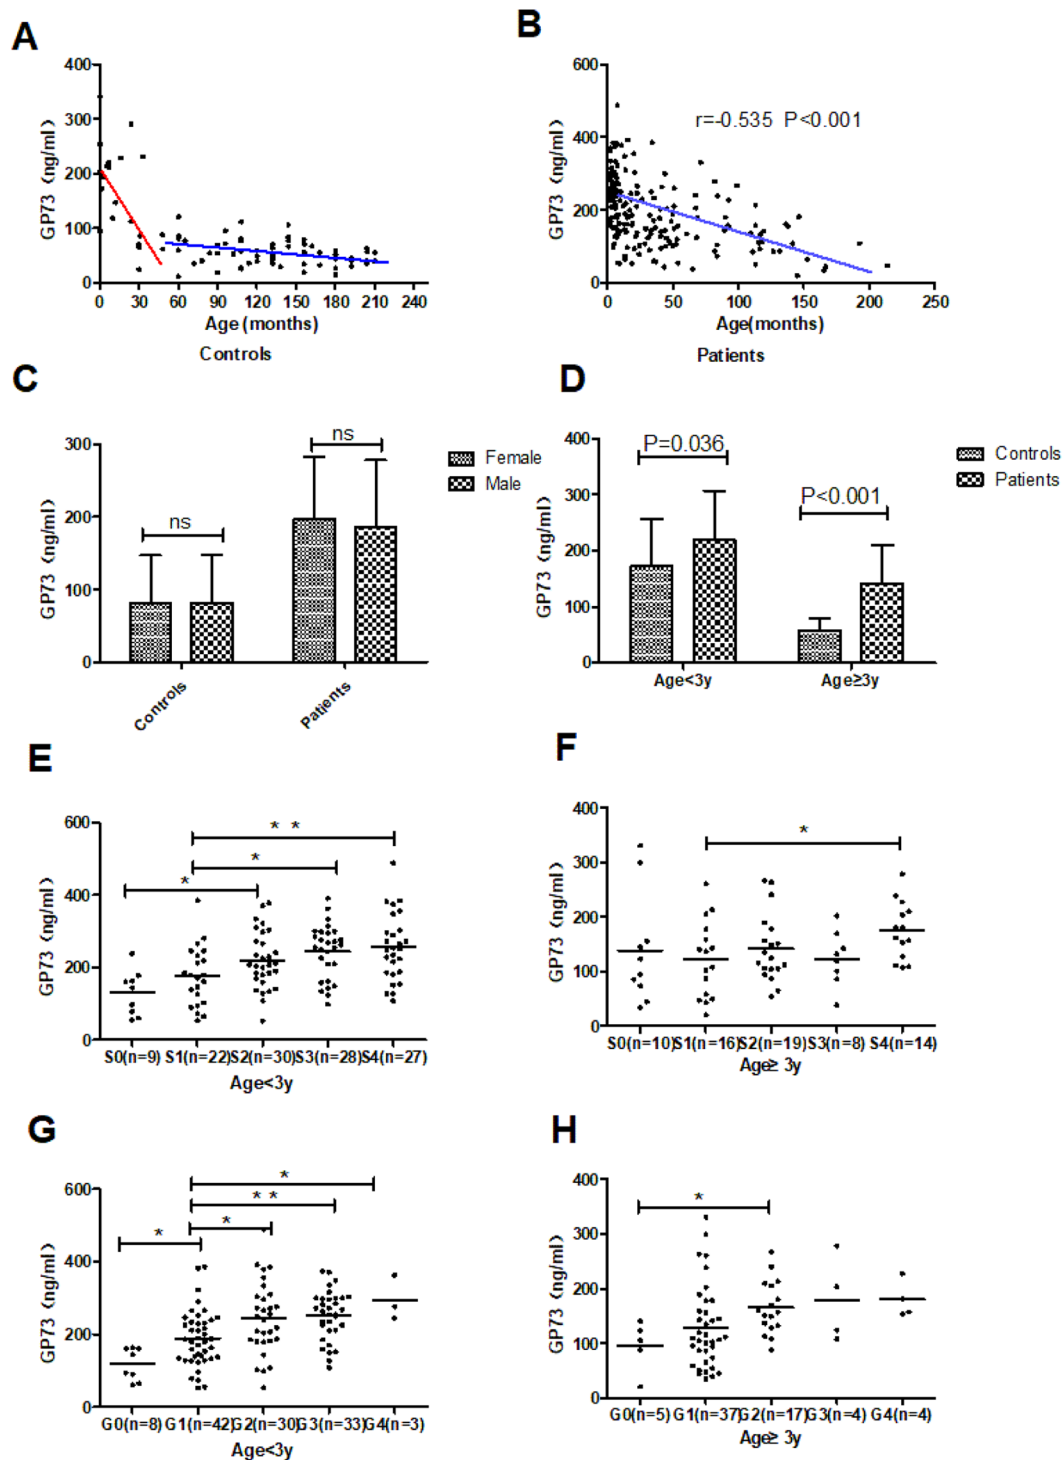 A
GP73 (ng/ml)
400
300
200
100
0
0 30 60 90 120 150 180 210 240
Age (months)
Controls
B
GP73 (ng/ml)
600
400
200
0
r=-0.535 P<0.001
0 50 100 150 200 250
Age(months)
Patients
C
GP73 (ng/ml)
300
200
100
0
ns
ns
Female
Male
Controls
Patients
D
GP73 (ng/ml)
400
300
200
100
0
P=0.036
P<0.001
Controls
Patients
Age<3y
Age≥3y
E
GP73 (ng/ml)
600
400
200
0
* *
*
*
S0(n=9) S1(n=22) S2(n=30) S3(n=28) S4(n=27)
Age<3y
F
GP73 (ng/ml)
400
300
200
100
0
*
S0(n=10) S1(n=16) S2(n=19) S3(n=8) S4(n=14)
Age≥ 3y
G
GP73 (ng/ml)
600
400
200
0
*
* *
*
*
G0(n=8) G1(n=42) G2(n=30) G3(n=33) G4(n=3)
Age<3y
H
GP73 (ng/ml)
400
300
200
100
0
*
G0(n=5) G1(n=37) G2(n=17) G3(n=4) G4(n=4)
Age≥ 3y